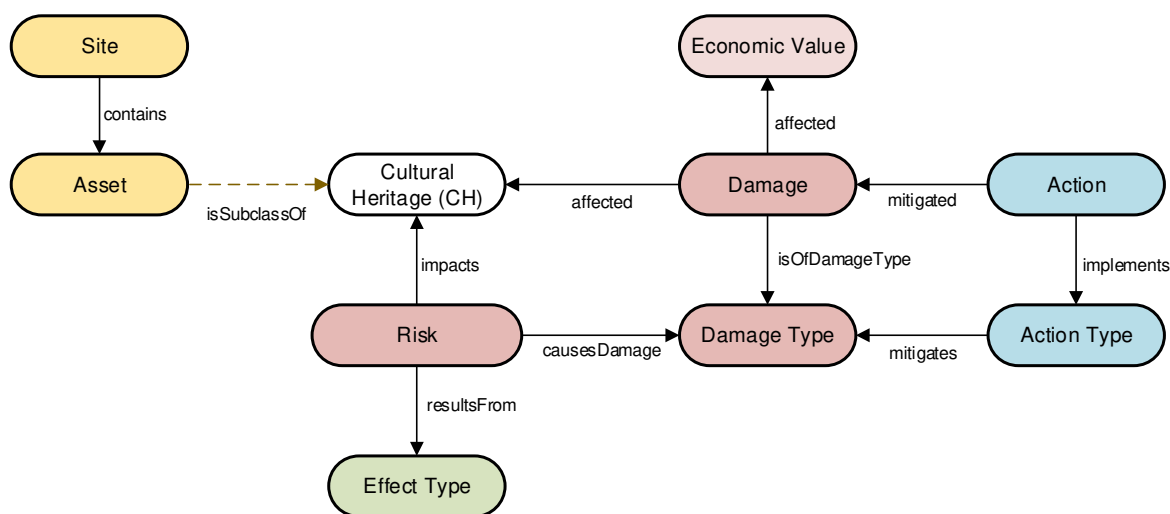 Site
Economic Value
contains
affected
Asset
Cultural
Heritage (CH)
Damage
Action
isSubclassOf
affected
mitigated
impacts
isOfDamageType
implements
Risk
Damage Type
Action Type
causesDamage
mitigates
resultsFrom
Effect Type